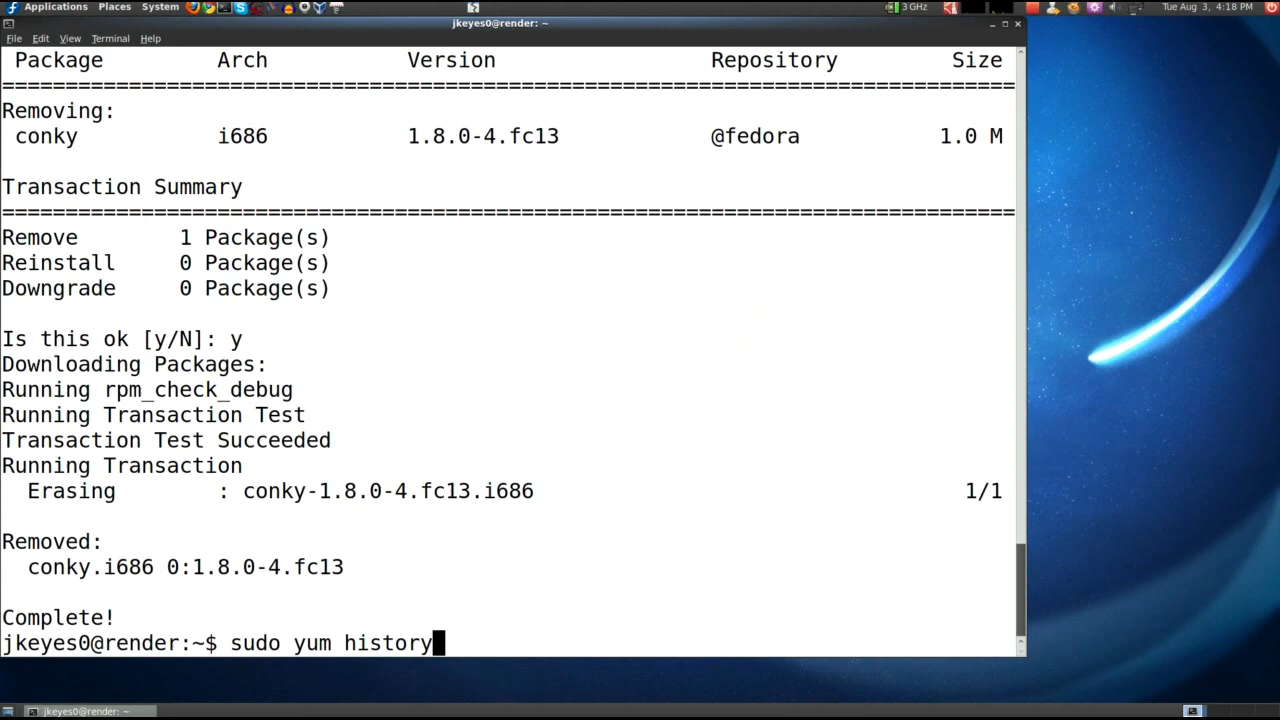 Applications Places System
3 GHz
Tue Aug 3, 4:18 PM
jkeyes0@render: ~
File Edit View Terminal Help
Package Arch Version Repository Size
================================================================================
Removing:
conky i686 1.8.0-4.fc13 @fedora 1.0 M
Transaction Summary
================================================================================
Remove 1 Package(s)
Reinstall 0 Package(s)
Downgrade 0 Package(s)
Is this ok [y/N]: y
Downloading Packages:
Running rpm_check_debug
Running Transaction Test
Transaction Test Succeeded
Running Transaction
Erasing : conky-1.8.0-4.fc13.i686 1/1
Removed:
conky.i686 0:1.8.0-4.fc13
Complete!
jkeyes0@render:~$ sudo yum history
jkeyes0@render: ~